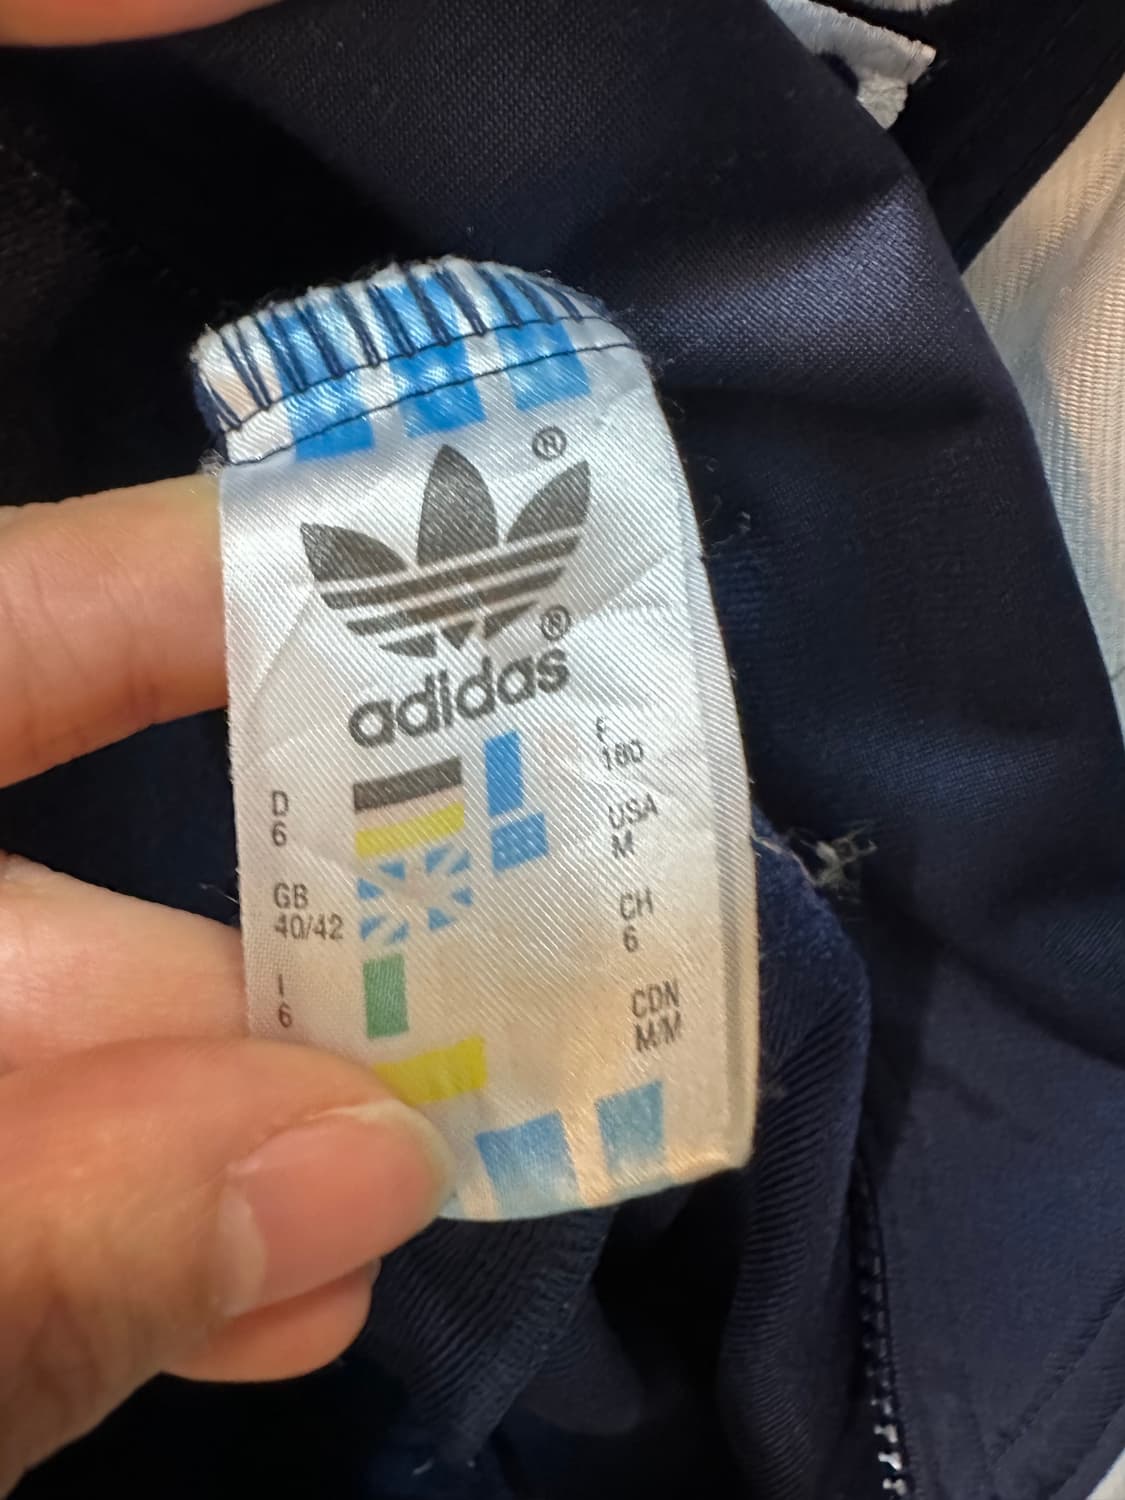 ®
®
adidas
D
6
GB
40/42
I
6
F
180
USA
M
CH
6
CDN
M/M